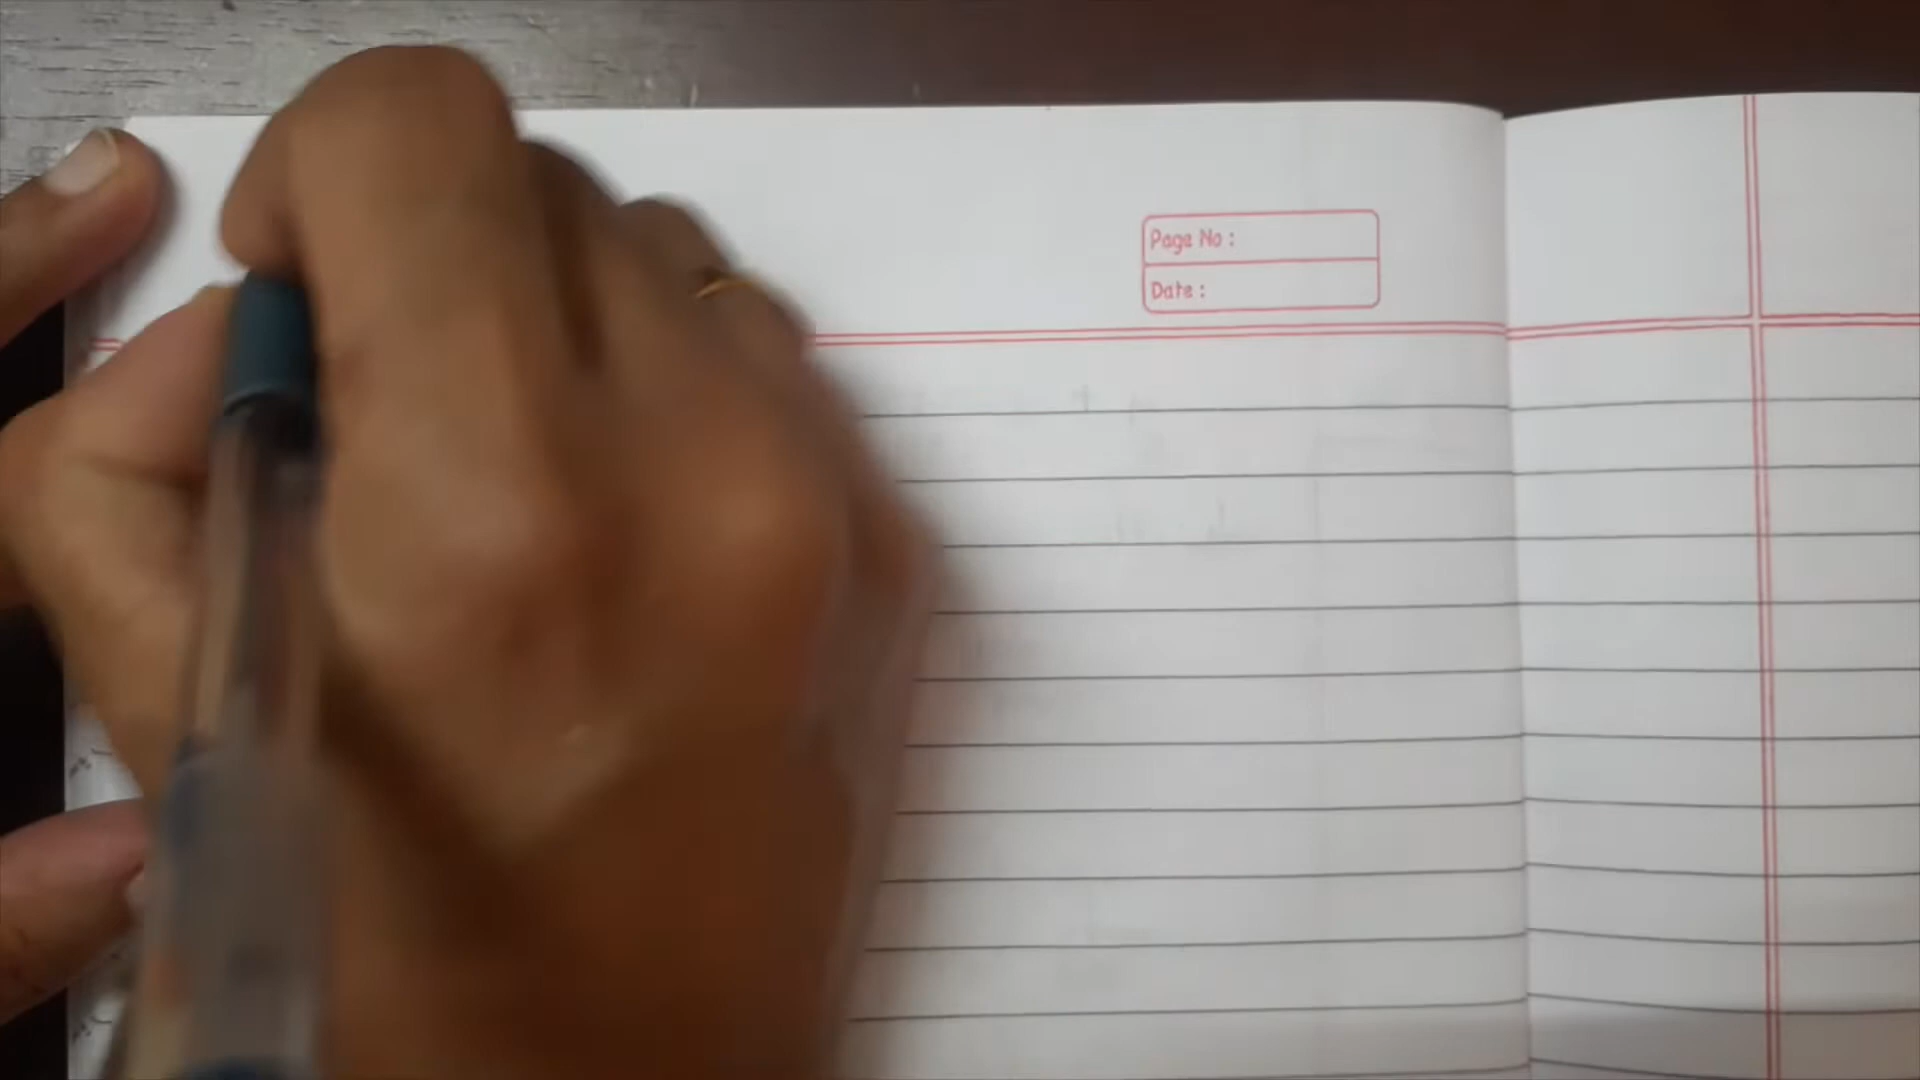 Page No :
Date :